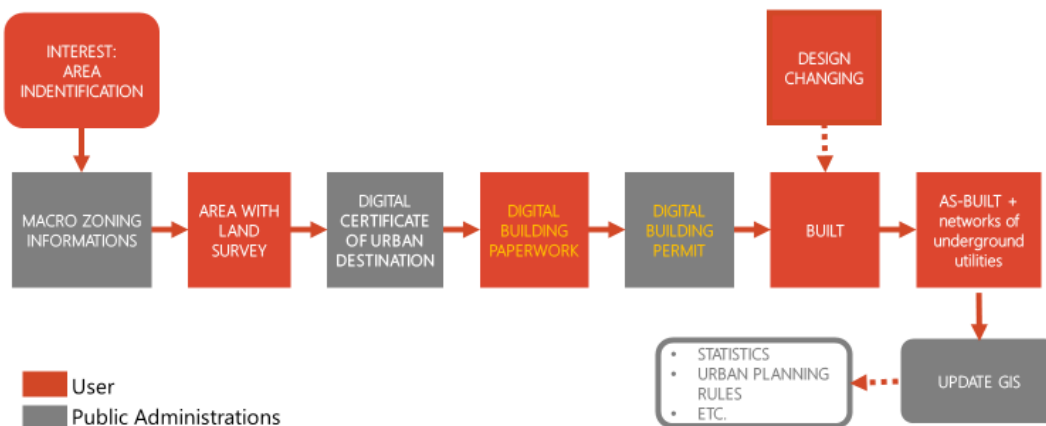 INTEREST:
AREA
INDENTIFICATION
DESIGN
CHANGING
MACRO ZONING
INFORMATIONS
AREA WITH
LAND
SURVEY
DIGITAL
CERTIFICATE
OF URBAN
DESTINATION
DIGITAL
BUILDING
PAPERWORK
DIGITAL
BUILDING
PERMIT
BUILT
AS-BUILT +
networks of
underground
utilities
• STATISTICS
• URBAN PLANNING
RULES
• ETC.
UPDATE GIS
User
Public Administrations